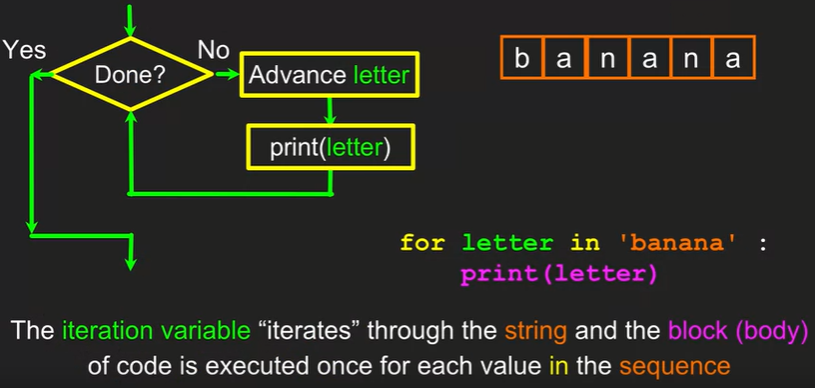 Yes
Done?
No
Advance letter
print(letter)
b a n a n a
for letter in 'banana' :
print(letter)
The iteration variable “iterates” through the string and the block (body)
of code is executed once for each value in the sequence